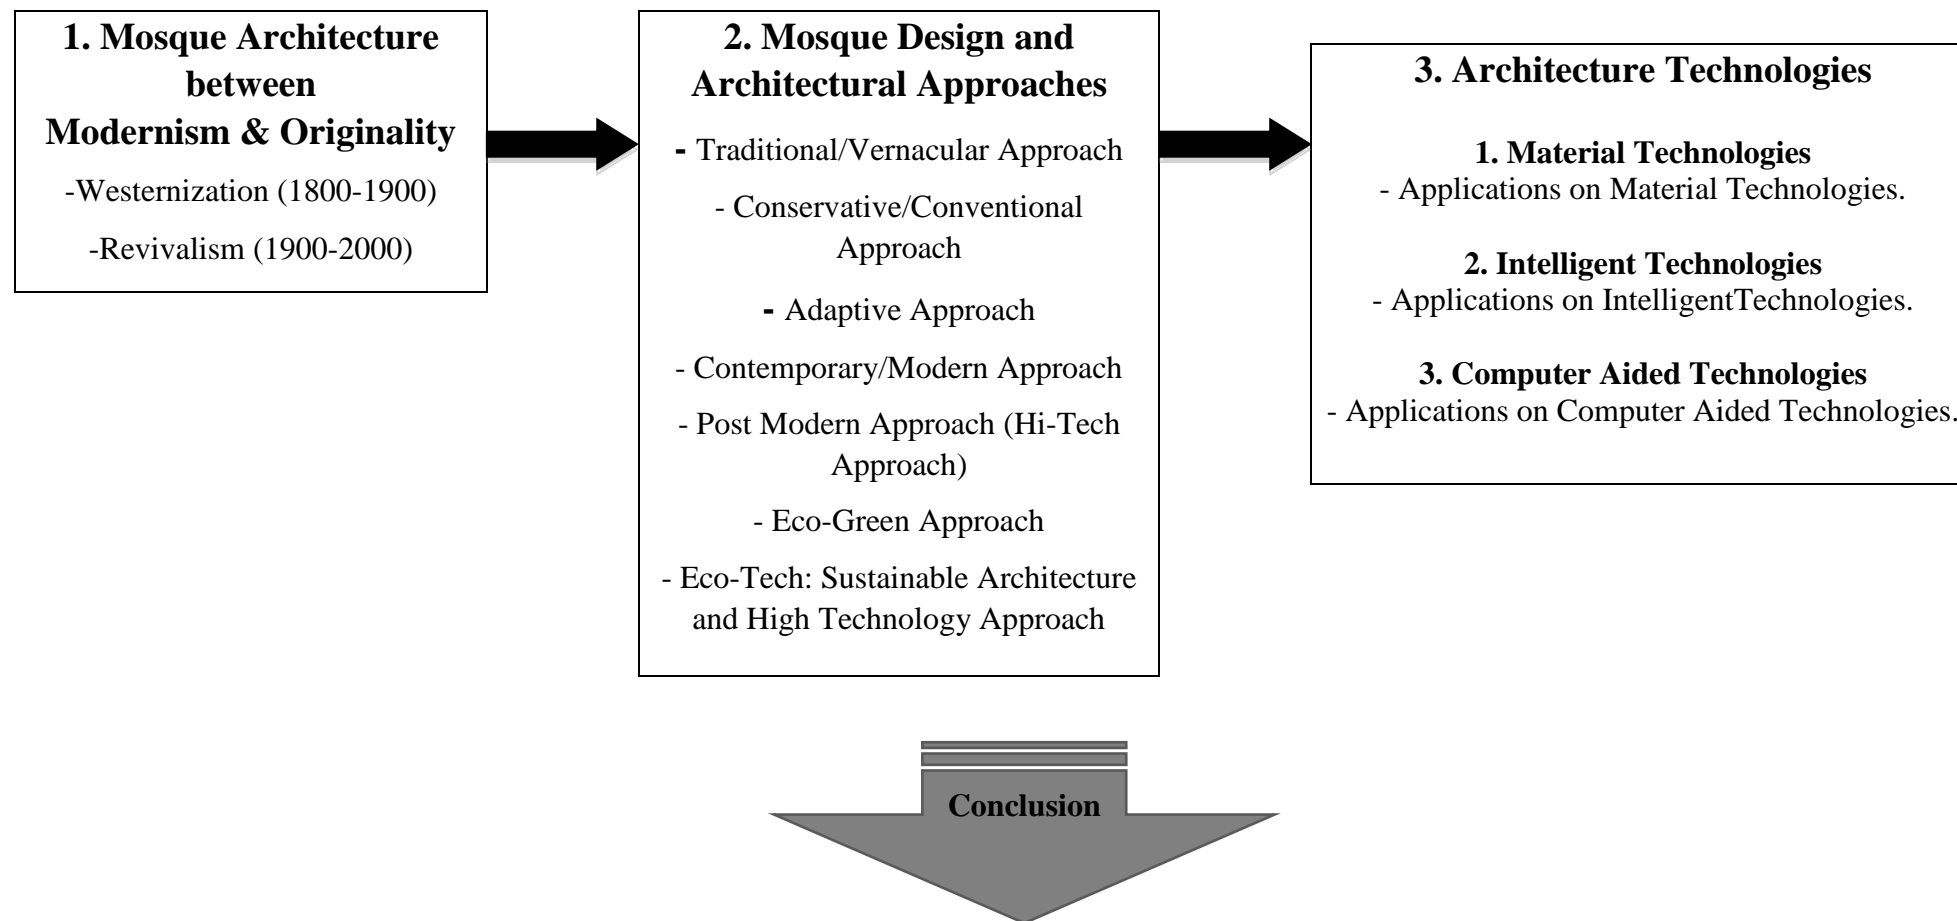 1. Mosque Architecture
between
Modernism & Originality
-Westernization (1800-1900)
-Revivalism (1900-2000)
2. Mosque Design and
Architectural Approaches
- Traditional/Vernacular Approach
- Conservative/Conventional
Approach
- Adaptive Approach
- Contemporary/Modern Approach
- Post Modern Approach (Hi-Tech
Approach)
- Eco-Green Approach
- Eco-Tech: Sustainable Architecture
and High Technology Approach
3. Architecture Technologies
1. Material Technologies
- Applications on Material Technologies.
2. Intelligent Technologies
- Applications on IntelligentTechnologies.
3. Computer Aided Technologies
- Applications on Computer Aided Technologies.
Conclusion